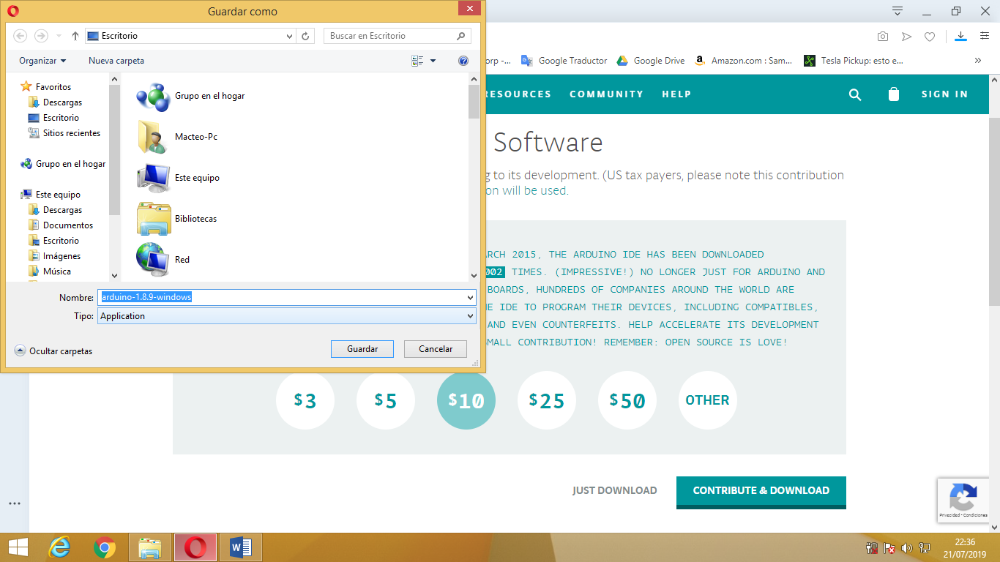 Guardar como
Escritorio
Buscar en Escritorio
Organizar
Nueva carpeta
Favoritos
Descargas
Escritorio
Sitios recientes
Grupo en el hogar
Este equipo
Descargas
Documentos
Escritorio
Imágenes
Música
Grupo en el hogar
Macteo-Pc
Este equipo
Bibliotecas
Red
Nombre: arduino-1.8.9-windows
Tipo: Application
Ocultar carpetas
Guardar
Cancelar
orp -...
Google Traductor
Google Drive
Amazon.com : Sam...
Tesla Pickup: esto e...
RESOURCES COMMUNITY HELP SIGN IN
Software
g to its development. (US tax payers, please note this contribution
on will be used.
ARCH 2015, THE ARDUINO IDE HAS BEEN DOWNLOADED
002 TIMES. (IMPRESSIVE!) NO LONGER JUST FOR ARDUINO AND
BOARDS, HUNDREDS OF COMPANIES AROUND THE WORLD ARE
E IDE TO PROGRAM THEIR DEVICES, INCLUDING COMPATIBLES,
AND EVEN COUNTERFEITS. HELP ACCELERATE ITS DEVELOPMENT
SMALL CONTRIBUTION! REMEMBER: OPEN SOURCE IS LOVE!
$3 $5 $10 $25 $50 OTHER
JUST DOWNLOAD
CONTRIBUTE & DOWNLOAD
Privacidad - Condiciones
22:36
21/07/2019